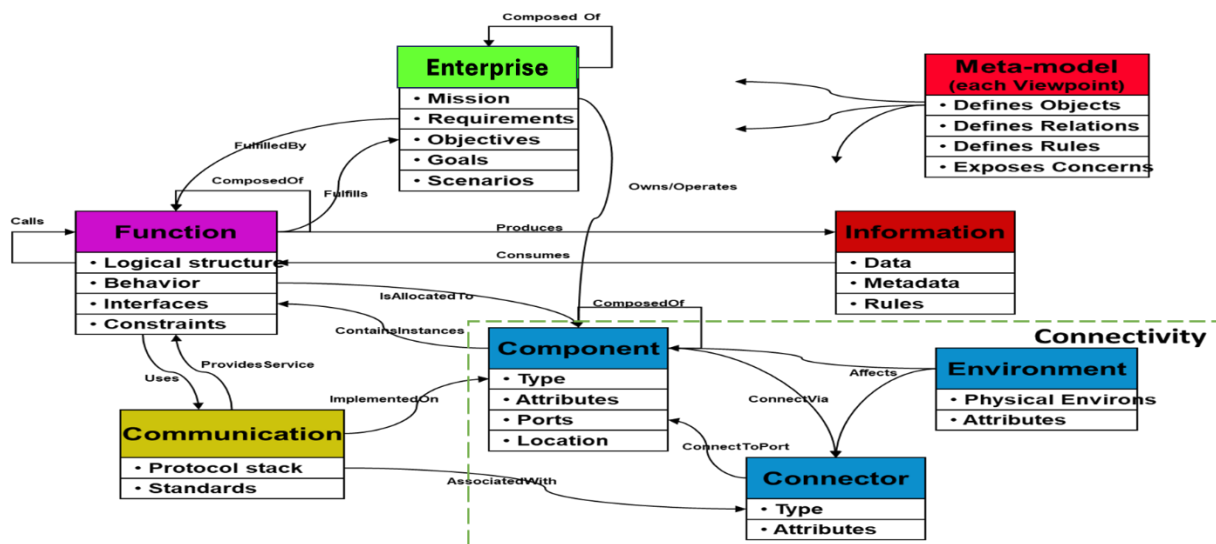 Composed Of
Enterprise
• Mission
• Requirements
• Objectives
• Goals
• Scenarios
Meta-model
(each Viewpoint)
• Defines Objects
• Defines Relations
• Defines Rules
• Exposes Concerns
FulfilledBy
ComposedOf
Fulfills
Owns/Operates
Calls
Function
• Logical structure
• Behavior
• Interfaces
• Constraints
Produces
Consumes
Information
• Data
• Metadata
• Rules
IsAllocatedTo
ContainsInstances
ComposedOf
Connectivity
Component
• Type
• Attributes
• Ports
• Location
Affects
Environment
• Physical Environs
• Attributes
Uses
ProvidesService
ImplementedOn
ConnectVia
ConnectToPort
Communication
• Protocol stack
• Standards
AssociatedWith
Connector
• Type
• Attributes